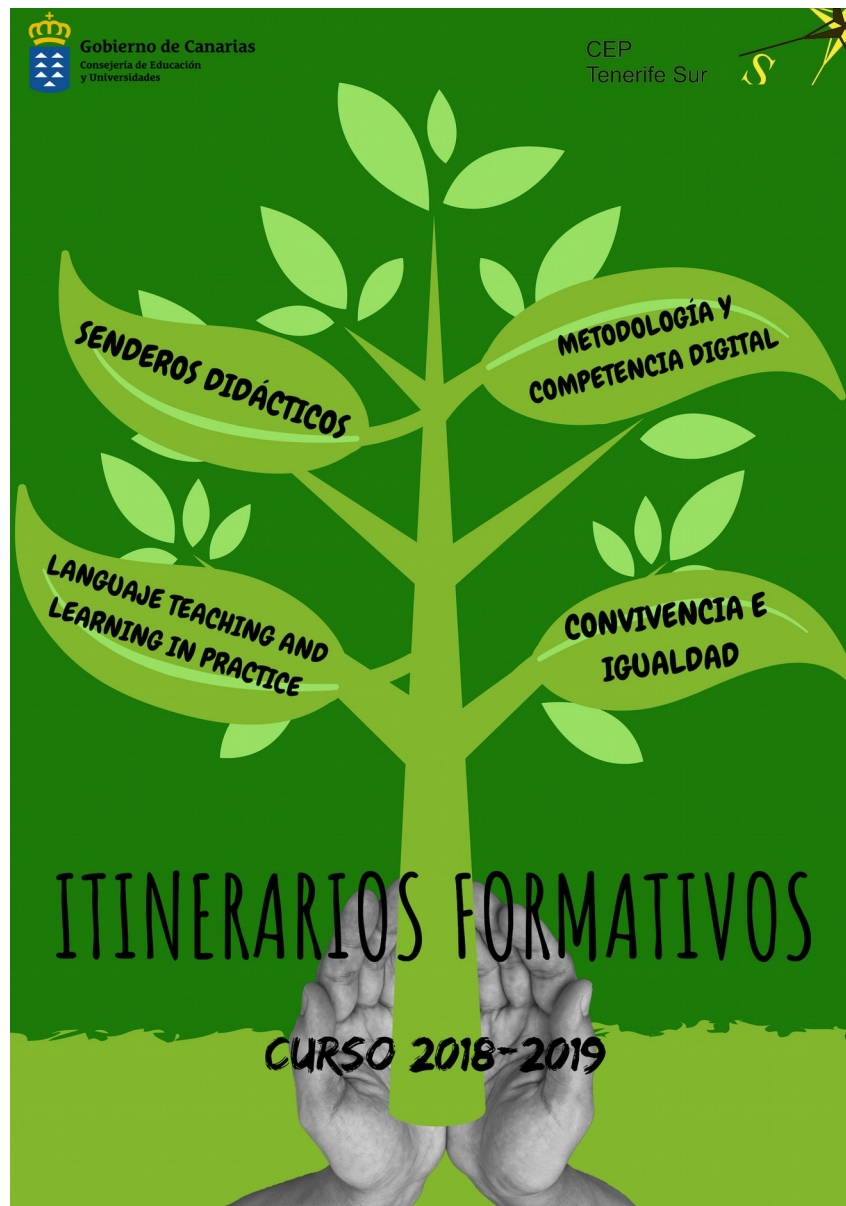 Gobierno de Canarias
Consejería de Educación
y Universidades
CEP
Tenerife Sur
S
SENDEROS DIDÁCTICOS
METODOLOGÍA Y
COMPETENCIA DIGITAL
LANGUAJE TEACHING AND
LEARNING IN PRACTICE
CONVIVENCIA E
IGUALDAD
ITINERARIOS FORMATIVOS
CURSO 2018-2019